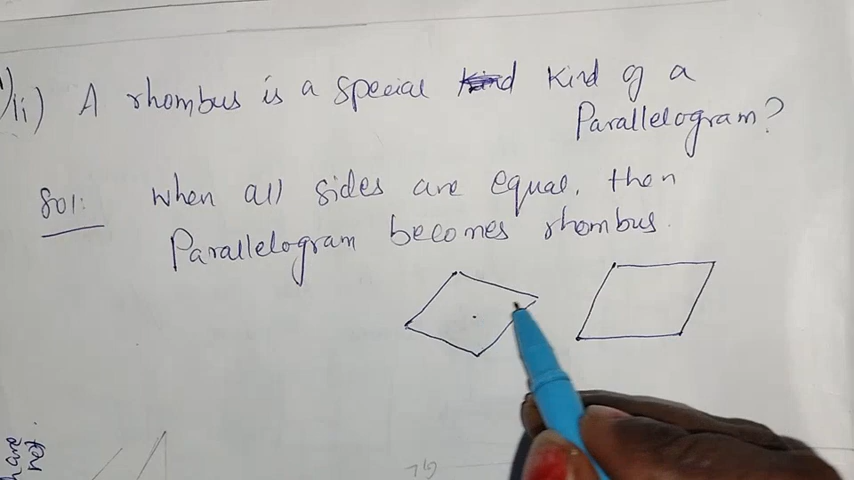 ii) A rhombus is a special kind of a
Parallelogram?
Sol: when all sides are equal, then
Parallelogram becomes rhombus.